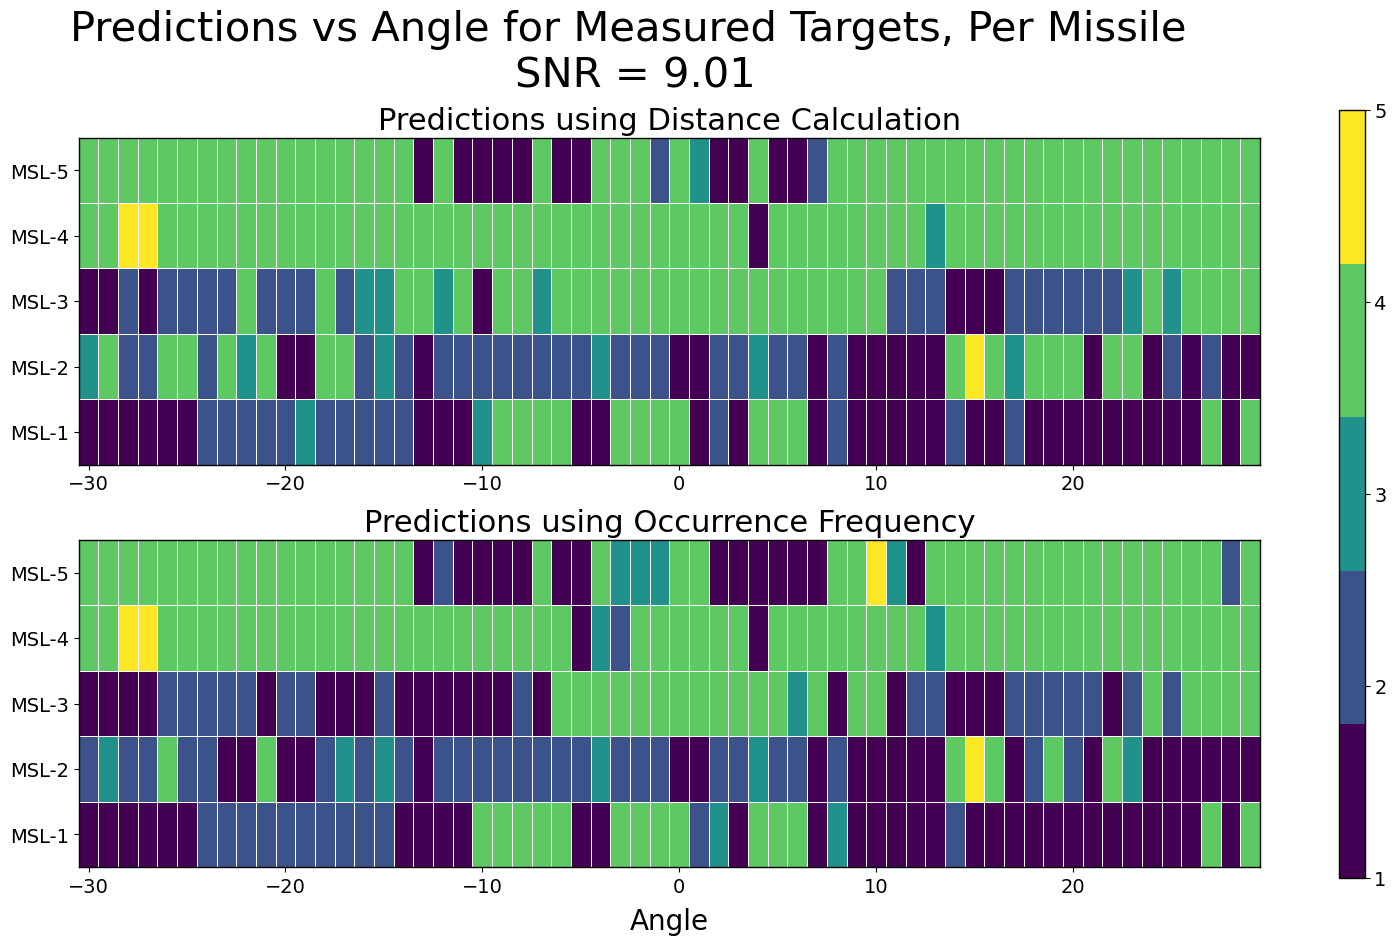 Predictions vs Angle for Measured Targets, Per Missile
SNR = 9.01
Predictions using Distance Calculation
MSL-5
MSL-4
MSL-3
MSL-2
MSL-1
−30 −20 −10 0 10 20
Predictions using Occurrence Frequency
MSL-5
MSL-4
MSL-3
MSL-2
MSL-1
−30 −20 −10 0 10 20
Angle
5
4
3
2
1